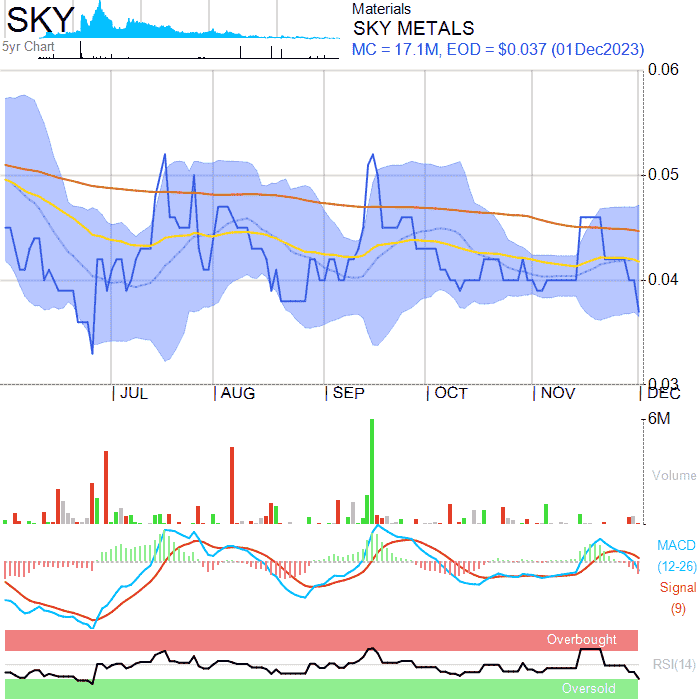 SKY
5yr Chart
Materials
SKY METALS
MC = 17.1M, EOD = $0.037 (01Dec2023)
0.06
0.05
0.04
0.03
JUL AUG SEP OCT NOV DEC
6M
Volume
MACD
(12-26)
Signal
(9)
Overbought
RSI(14)
Oversold